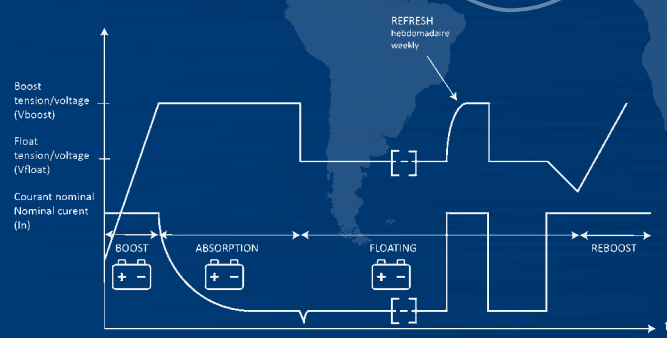 REFRESH
hebdomadaire
weekly
Boost
tension/voltage
(Vboost)
Float
tension/voltage
(Vfloat)
Courant nominal
Nominal curent
(In)
BOOST
ABSORPTION
FLOATING
REBOOST
+ -
+ -
+ -
t